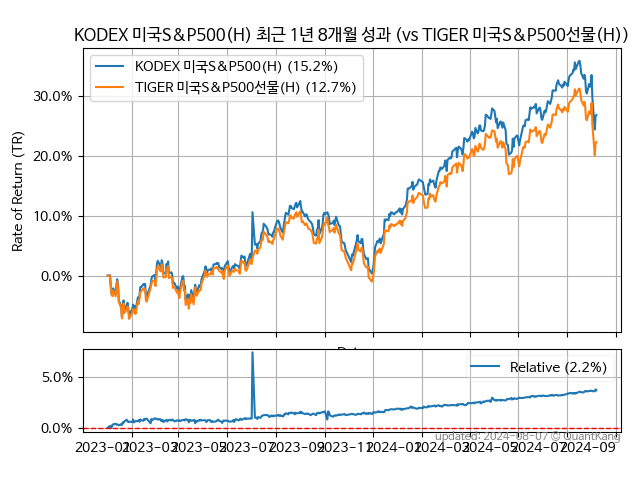 KODEX 미국S&P500(H) 최근 1년 8개월 성과 (vs TIGER 미국S&P500선물(H))
KODEX 미국S&P500(H) (15.2%)
TIGER 미국S&P500선물(H) (12.7%)
Rate of Return (TR)
30.0%
20.0%
10.0%
0.0%
Relative (2.2%)
5.0%
0.0%
updated: 2024-08-07 © QuantKang
2023-01 2023-03 2023-05 2023-07 2023-09 2023-11 2024-01 2024-03 2024-05 2024-07 2024-09